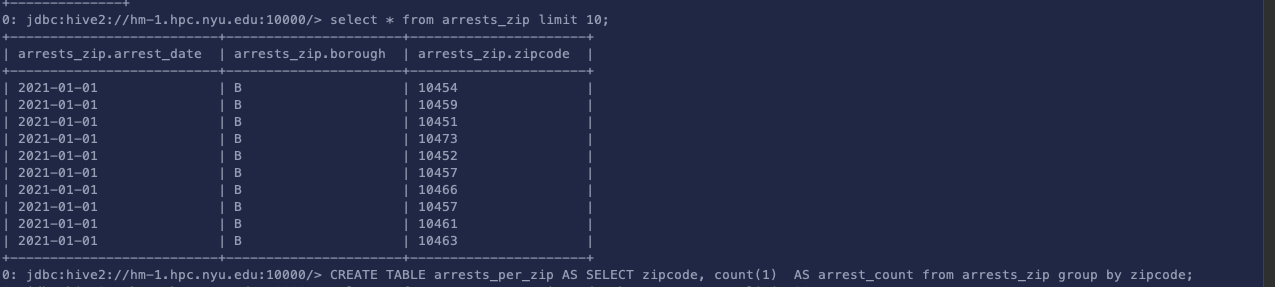 +--------------+
0: jdbc:hive2://hm-1.hpc.nyu.edu:10000/> select * from arrests_zip limit 10;
+--------------------------+----------------------+----------------------+
| arrests_zip.arrest_date  | arrests_zip.borough  | arrests_zip.zipcode  |
+--------------------------+----------------------+----------------------+
| 2021-01-01               | B                    | 10454                |
| 2021-01-01               | B                    | 10459                |
| 2021-01-01               | B                    | 10451                |
| 2021-01-01               | B                    | 10473                |
| 2021-01-01               | B                    | 10452                |
| 2021-01-01               | B                    | 10457                |
| 2021-01-01               | B                    | 10466                |
| 2021-01-01               | B                    | 10457                |
| 2021-01-01               | B                    | 10461                |
| 2021-01-01               | B                    | 10463                |
+--------------------------+----------------------+----------------------+
0: jdbc:hive2://hm-1.hpc.nyu.edu:10000/> CREATE TABLE arrests_per_zip AS SELECT zipcode, count(1)  AS arrest_count from arrests_zip group by zipcode;